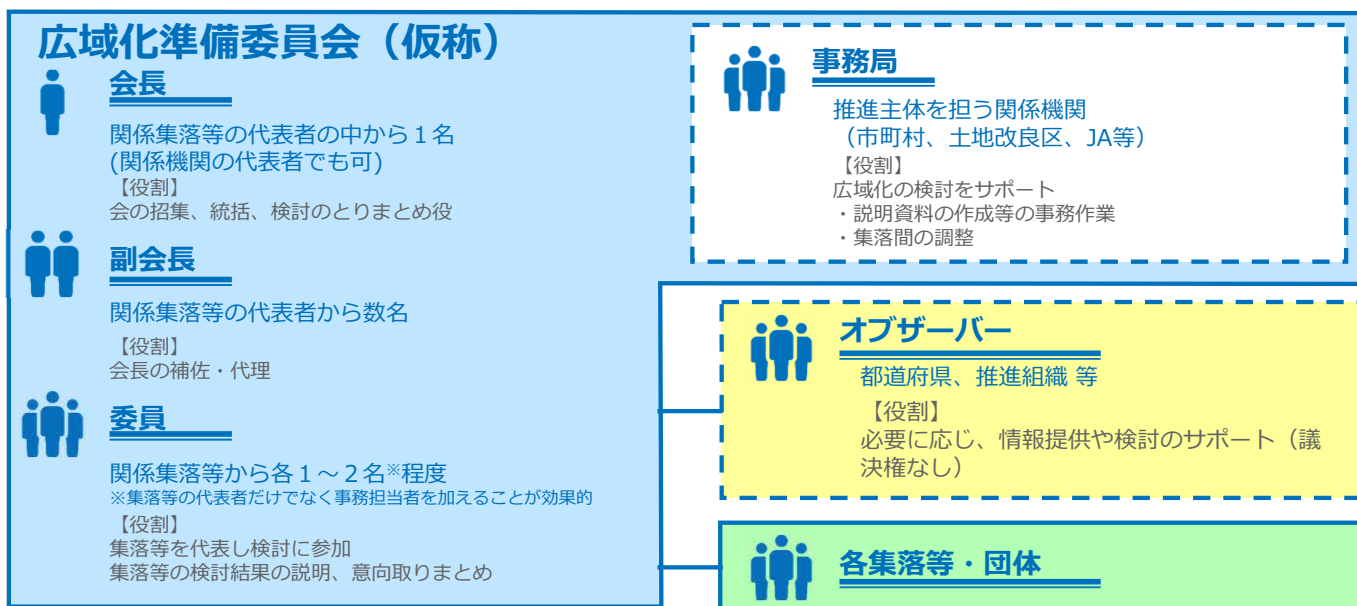 広域化準備委員会（仮称）
会長
関係集落等の代表者の中から１名
(関係機関の代表者でも可)
【役割】
会の招集、統括、検討のとりまとめ役
副会長
関係集落等の代表者から数名
【役割】
会長の補佐・代理
委員
関係集落等から各１～２名※程度
※集落等の代表者だけでなく事務担当者を加えることが効果的
【役割】
集落等を代表し検討に参加
集落等の検討結果の説明、意向取りまとめ
事務局
推進主体を担う関係機関
（市町村、土地改良区、JA等）
【役割】
広域化の検討をサポート
・説明資料の作成等の事務作業
・集落間の調整
オブザーバー
都道府県、推進組織 等
【役割】
必要に応じ、情報提供や検討のサポート（議
決権なし）
各集落等・団体